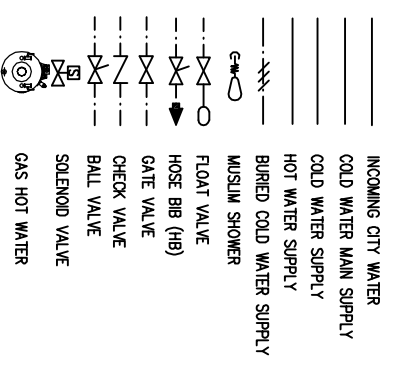 INCOMING CITY WATER
COLD WATER MAIN SUPPLY
COLD WATER SUPPLY
HOT WATER SUPPLY
BURIED COLD WATER SUPPLY
MUSLIM SHOWER
FLOAT VALVE
HOSE BIB (HB)
GATE VALVE
CHECK VALVE
BALL VALVE
S
SOLENOID VALVE
GAS HOT WATER